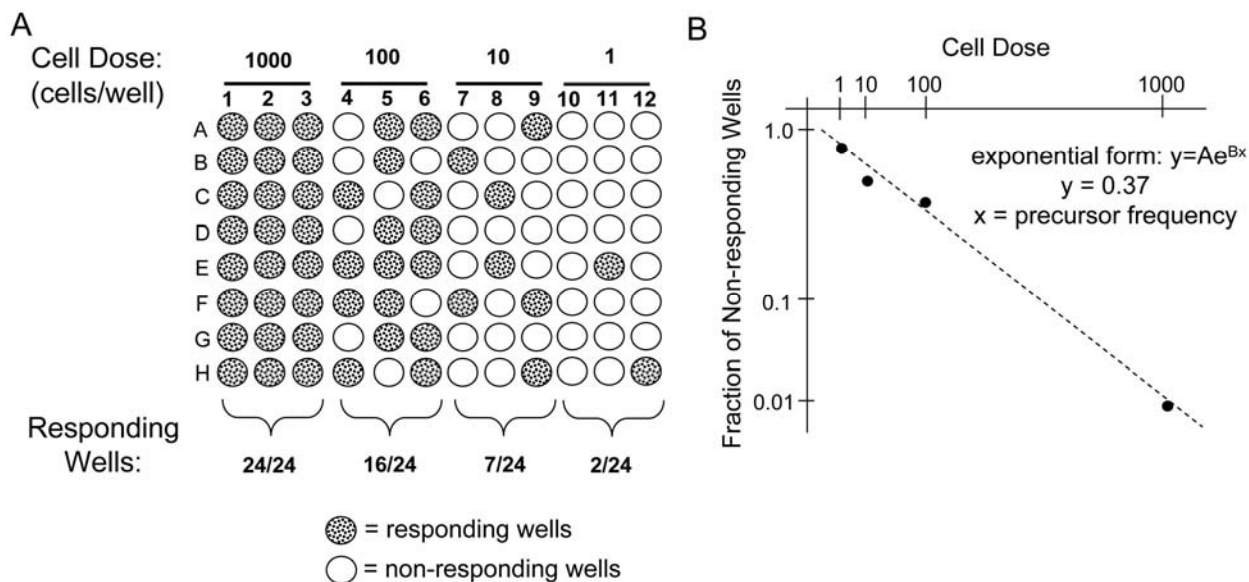 A
Cell Dose:
(cells/well)
1000 100 10 1
1 2 3 4 5 6 7 8 9 10 11 12
A
B
C
D
E
F
G
H
Responding
Wells:
24/24 16/24 7/24 2/24
= responding wells
= non-responding wells
B
Cell Dose
1 10 100 1000
Fraction of Non-responding Wells
1.0
0.1
0.01
exponential form: y=Ae^Bx
y = 0.37
x = precursor frequency